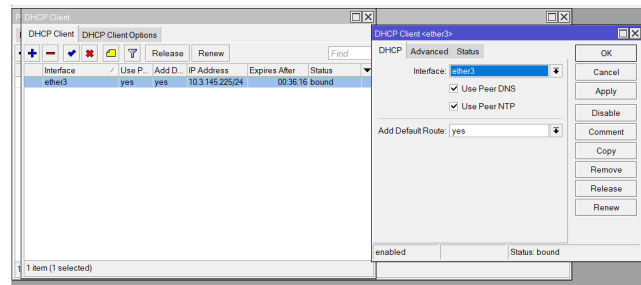 DHCP Client
DHCP Client DHCP Client Options
Release Renew Find
Interface Use P... Add D... IP Address Expires After Status
ether3 yes yes 10.3.145.225/24 00:36:16 bound
1 item (1 selected)
DHCP Client <ether3>
DHCP Advanced Status
Interface: ether3
Use Peer DNS
Use Peer NTP
Add Default Route: yes
OK
Cancel
Apply
Disable
Comment
Copy
Remove
Release
Renew
enabled Status: bound